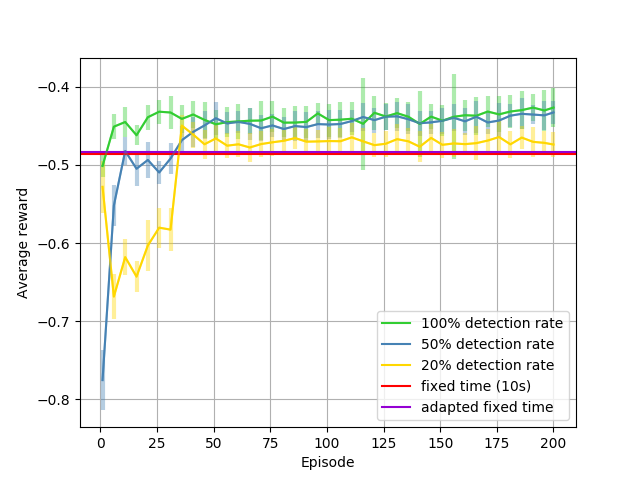 −0.4
−0.5
−0.6
−0.7
−0.8
Average reward
0
25
50
75
100
125
150
175
200
Episode
100% detection rate
50% detection rate
20% detection rate
fixed time (10s)
adapted fixed time